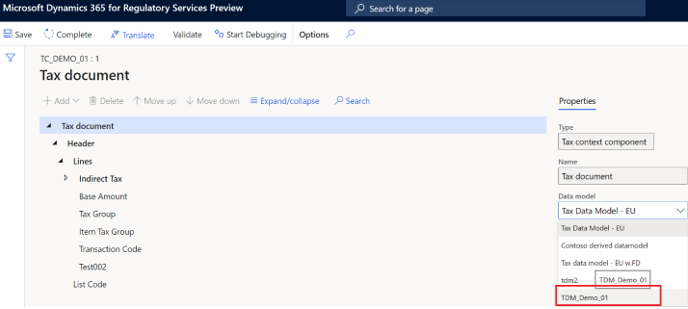 Microsoft Dynamics 365 for Regulatory Services Preview
Search for a page
Save Complete Translate Validate Start Debugging Options
TC_DEMO_01 : 1
Tax document
Add Delete Move up Move down Expand/collapse Search
Tax document
Header
Lines
Indirect Tax
Base Amount
Tax Group
Item Tax Group
Transaction Code
Test002
List Code
Properties
Type
Tax context component
Name
Tax document
Data model
Tax Data Model - EU
Tax Data Model - EU
Contoso derived datamodel
Tax data model - EU w.FD
tdm2 TDM_Demo_01
TDM_Demo_01